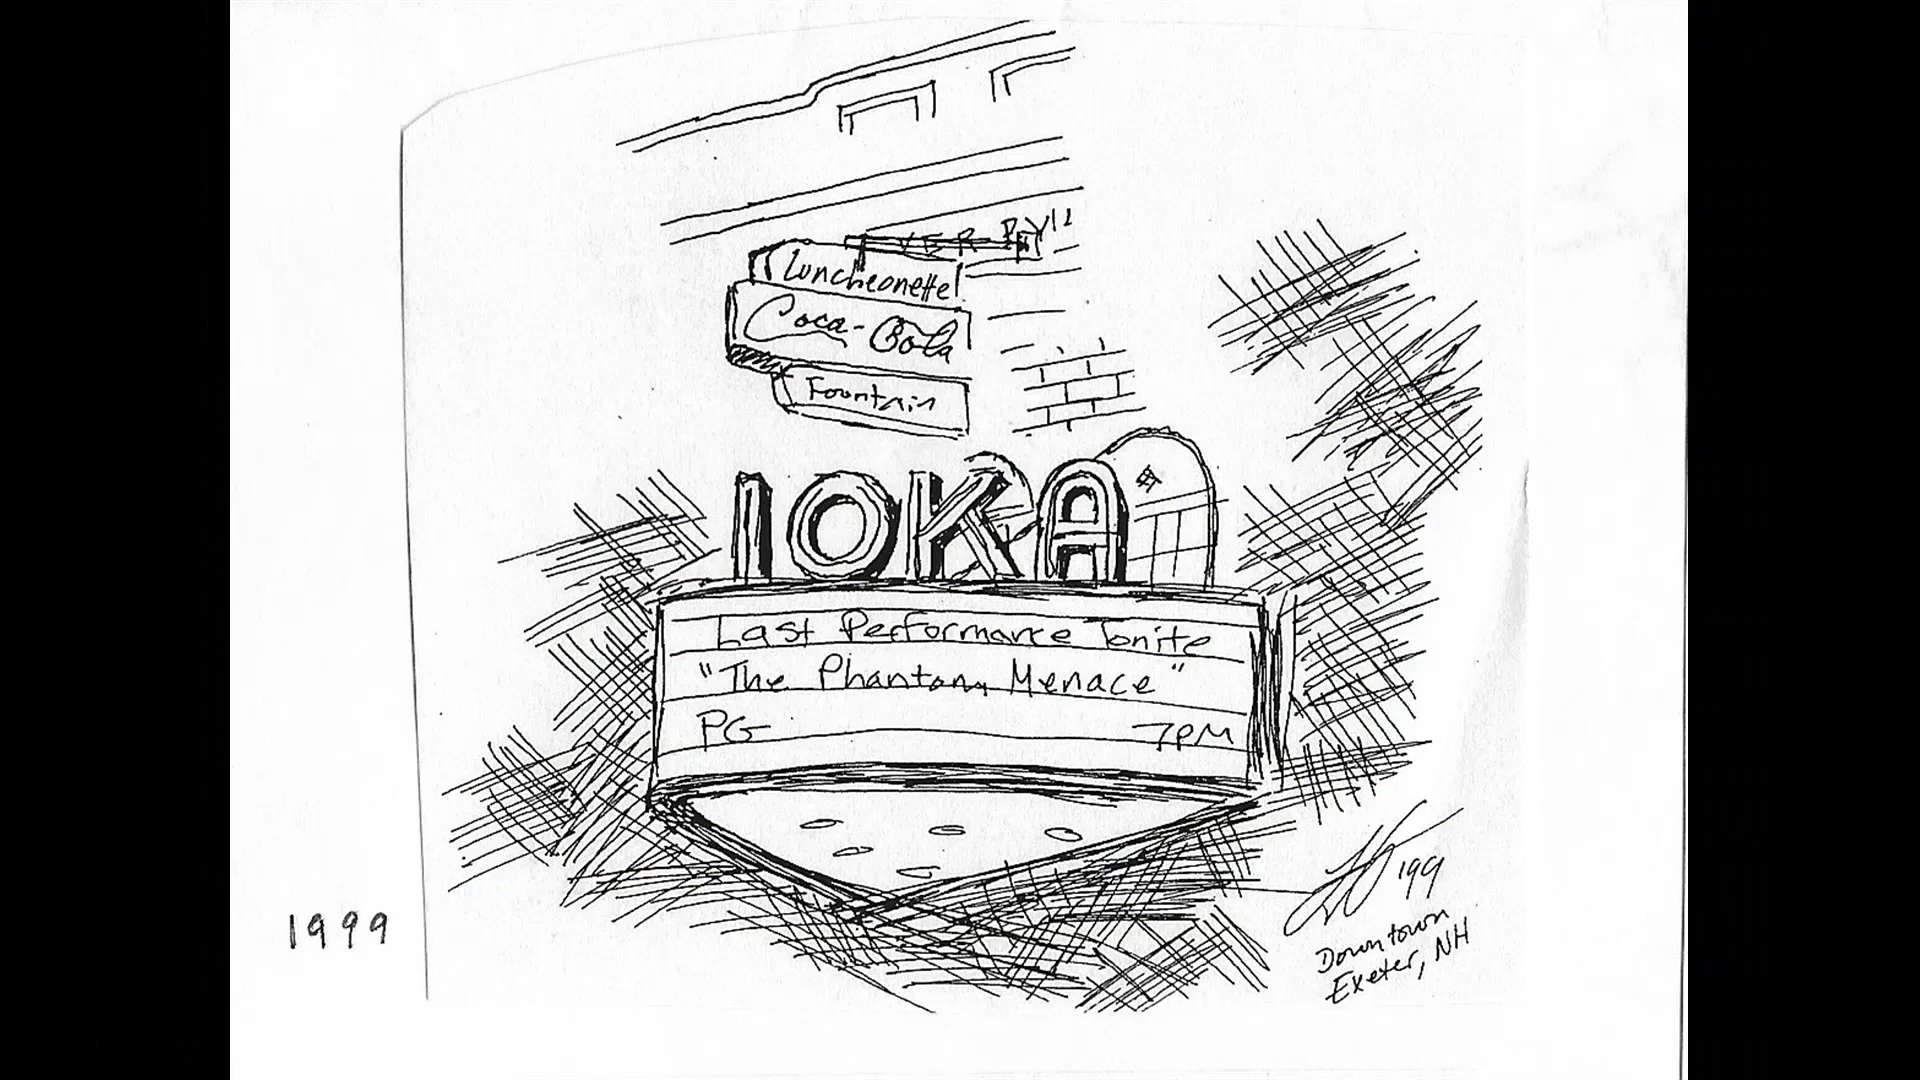 Luncheonette
Coca-Cola
Fountain
IOKA
Last Performance Tonite
"The Phantom Menace"
PG 7PM
'99
Downtown
Exeter, NH
1999